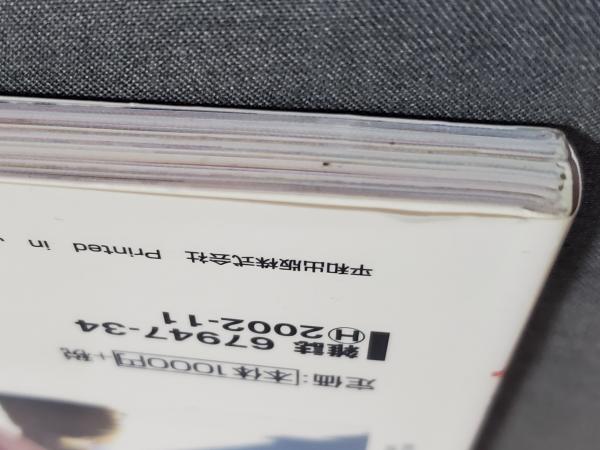 定価:本体1000円+税
雑誌 67947-34
Ⓗ2002-11
平和出版株式会社 Printed in